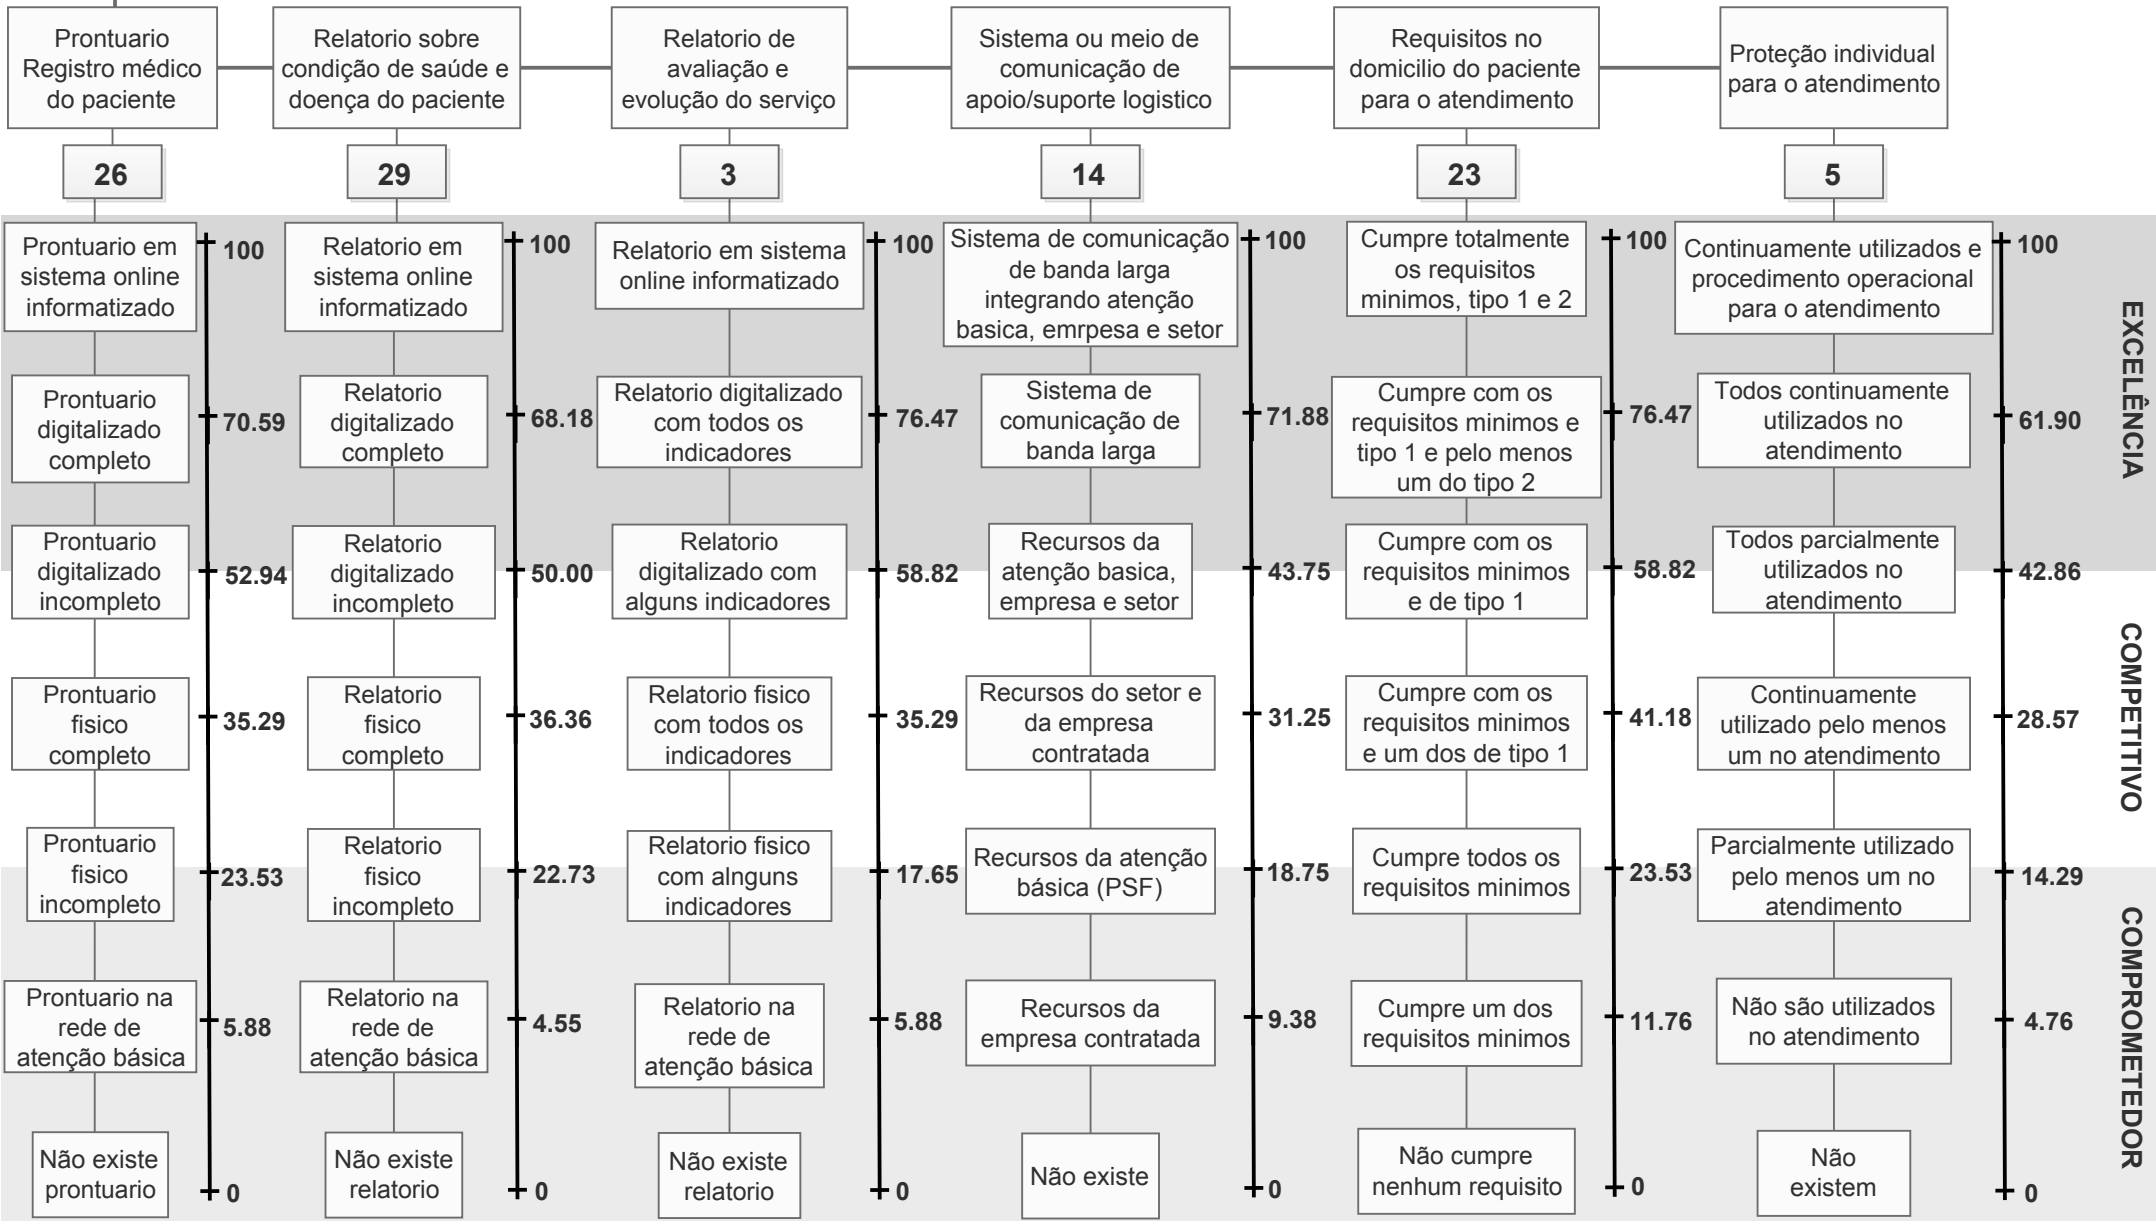 Prontuario
Registro médico
do paciente
Relatorio sobre
condição de saúde e
doença do paciente
Relatorio de
avaliação e
evolução do serviço
Sistema ou meio de
comunicação de
apoio/suporte logistico
Requisitos no
domicilio do paciente
para o atendimento
Proteção individual
para o atendimento
26
29
3
14
23
5
Prontuario em
sistema online
informatizado
100
Relatorio em
sistema online
informatizado
100
Relatorio em sistema
online informatizado
100
Sistema de comunicação
de banda larga
integrando atenção
basica, emrpesa e setor
100
Cumpre totalmente
os requisitos
minimos, tipo 1 e 2
100
Continuamente utilizados e
procedimento operacional
para o atendimento
100
EXCELÊNCIA
Prontuario
digitalizado
completo
70.59
Relatorio
digitalizado
completo
68.18
Relatorio digitalizado
com todos os
indicadores
76.47
Sistema de
comunicação de
banda larga
71.88
Cumpre com os
requisitos minimos e
tipo 1 e pelo menos
um do tipo 2
76.47
Todos continuamente
utilizados no
atendimento
61.90
Prontuario
digitalizado
incompleto
52.94
Relatorio
digitalizado
incompleto
50.00
Relatorio
digitalizado com
alguns indicadores
58.82
Recursos da
atenção basica,
empresa e setor
43.75
Cumpre com os
requisitos minimos
e de tipo 1
58.82
Todos parcialmente
utilizados no
atendimento
42.86
COMPETITIVO
Prontuario
fisico
completo
35.29
Relatorio
fisico
completo
36.36
Relatorio fisico
com todos os
indicadores
35.29
Recursos do setor e
da empresa
contratada
31.25
Cumpre com os
requisitos minimos
e um dos de tipo 1
41.18
Continuamente
utilizado pelo menos
um no atendimento
28.57
Prontuario
fisico
incompleto
23.53
Relatorio
fisico
incompleto
22.73
Relatorio fisico
com alnguns
indicadores
17.65
Recursos da atenção
básica (PSF)
18.75
Cumpre todos os
requisitos minimos
23.53
Parcialmente utilizado
pelo menos um no
atendimento
14.29
COMPROMETEDOR
Prontuario na
rede de
atenção básica
5.88
Relatorio na
rede de
atenção básica
4.55
Relatorio na
rede de
atenção básica
5.88
Recursos da
empresa contratada
9.38
Cumpre um dos
requisitos minimos
11.76
Não são utilizados
no atendimento
4.76
Não existe
prontuario
0
Não existe
relatorio
0
Não existe
relatorio
0
Não existe
0
Não cumpre
nenhum requisito
0
Não
existem
0